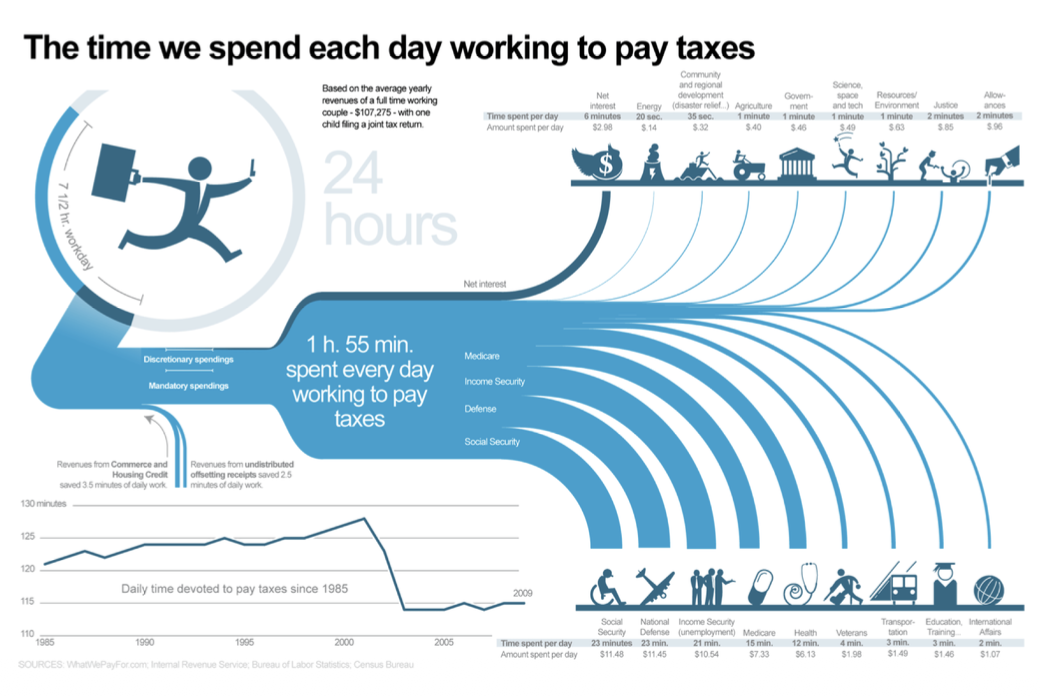 The time we spend each day working to pay taxes
Based on the average yearly
revenues of a full time working
couple - $107,275 - with one
child filing a joint tax return.
24
hours
7 1/2 hr. workday
Net
interest
Energy
Community
and regional
development
(disaster relief...)
Agriculture
Govern-
ment
Science,
space
and tech
Resources/
Environment
Justice
Allow-
ances
Time spent per day 6 minutes 20 sec. 35 sec. 1 minute 1 minute 1 minute 1 minute 2 minutes 2 minutes
Amount spent per day $2.98 $.14 $.32 $.40 $.46 $.49 $.63 $.85 $.96
$
Net interest
Discretionary spendings
Mandatory spendings
1 h. 55 min.
spent every day
working to pay
taxes
Medicare
Income Security
Defense
Social Security
Revenues from Commerce and
Housing Credit
saved 3.5 minutes of daily work.
Revenues from undistributed
offsetting receipts saved 2.5
minutes of daily work.
130 minutes
125
120
115
110
Daily time devoted to pay taxes since 1985
2009
1985 1990 1995 2000 2005
Social
Security
National
Defense
Income Security
(unemployment)
Medicare
Health
Veterans
Transpor-
tation
Education,
Training...
International
Affairs
Time spent per day 23 minutes 23 min. 21 min. 15 min. 12 min. 4 min. 3 min. 3 min. 2 min.
Amount spent per day $11.48 $11.45 $10.54 $7.33 $6.13 $1.98 $1.49 $1.46 $1.07
SOURCES: WhatWePayFor.com; Internal Revenue Service; Bureau of Labor Statistics; Census Bureau